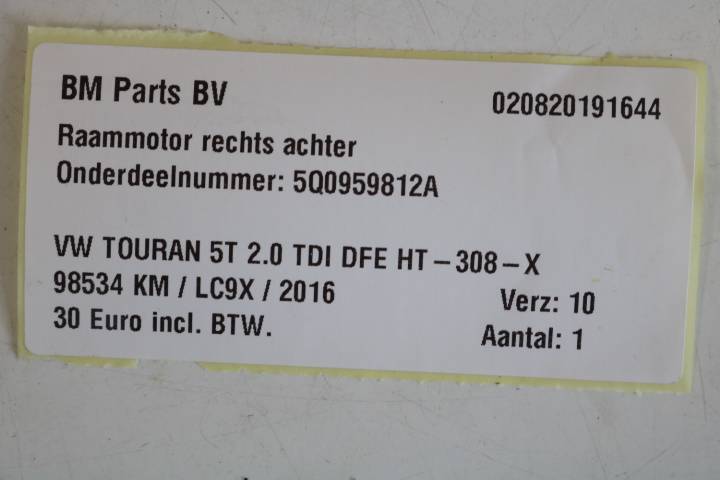 BM Parts BV 020820191644
Raammotor rechts achter
Onderdeelnummer: 5Q0959812A
VW TOURAN 5T 2.0 TDI DFE HT-308-X
98534 KM / LC9X / 2016 Verz: 10
30 Euro incl. BTW. Aantal: 1